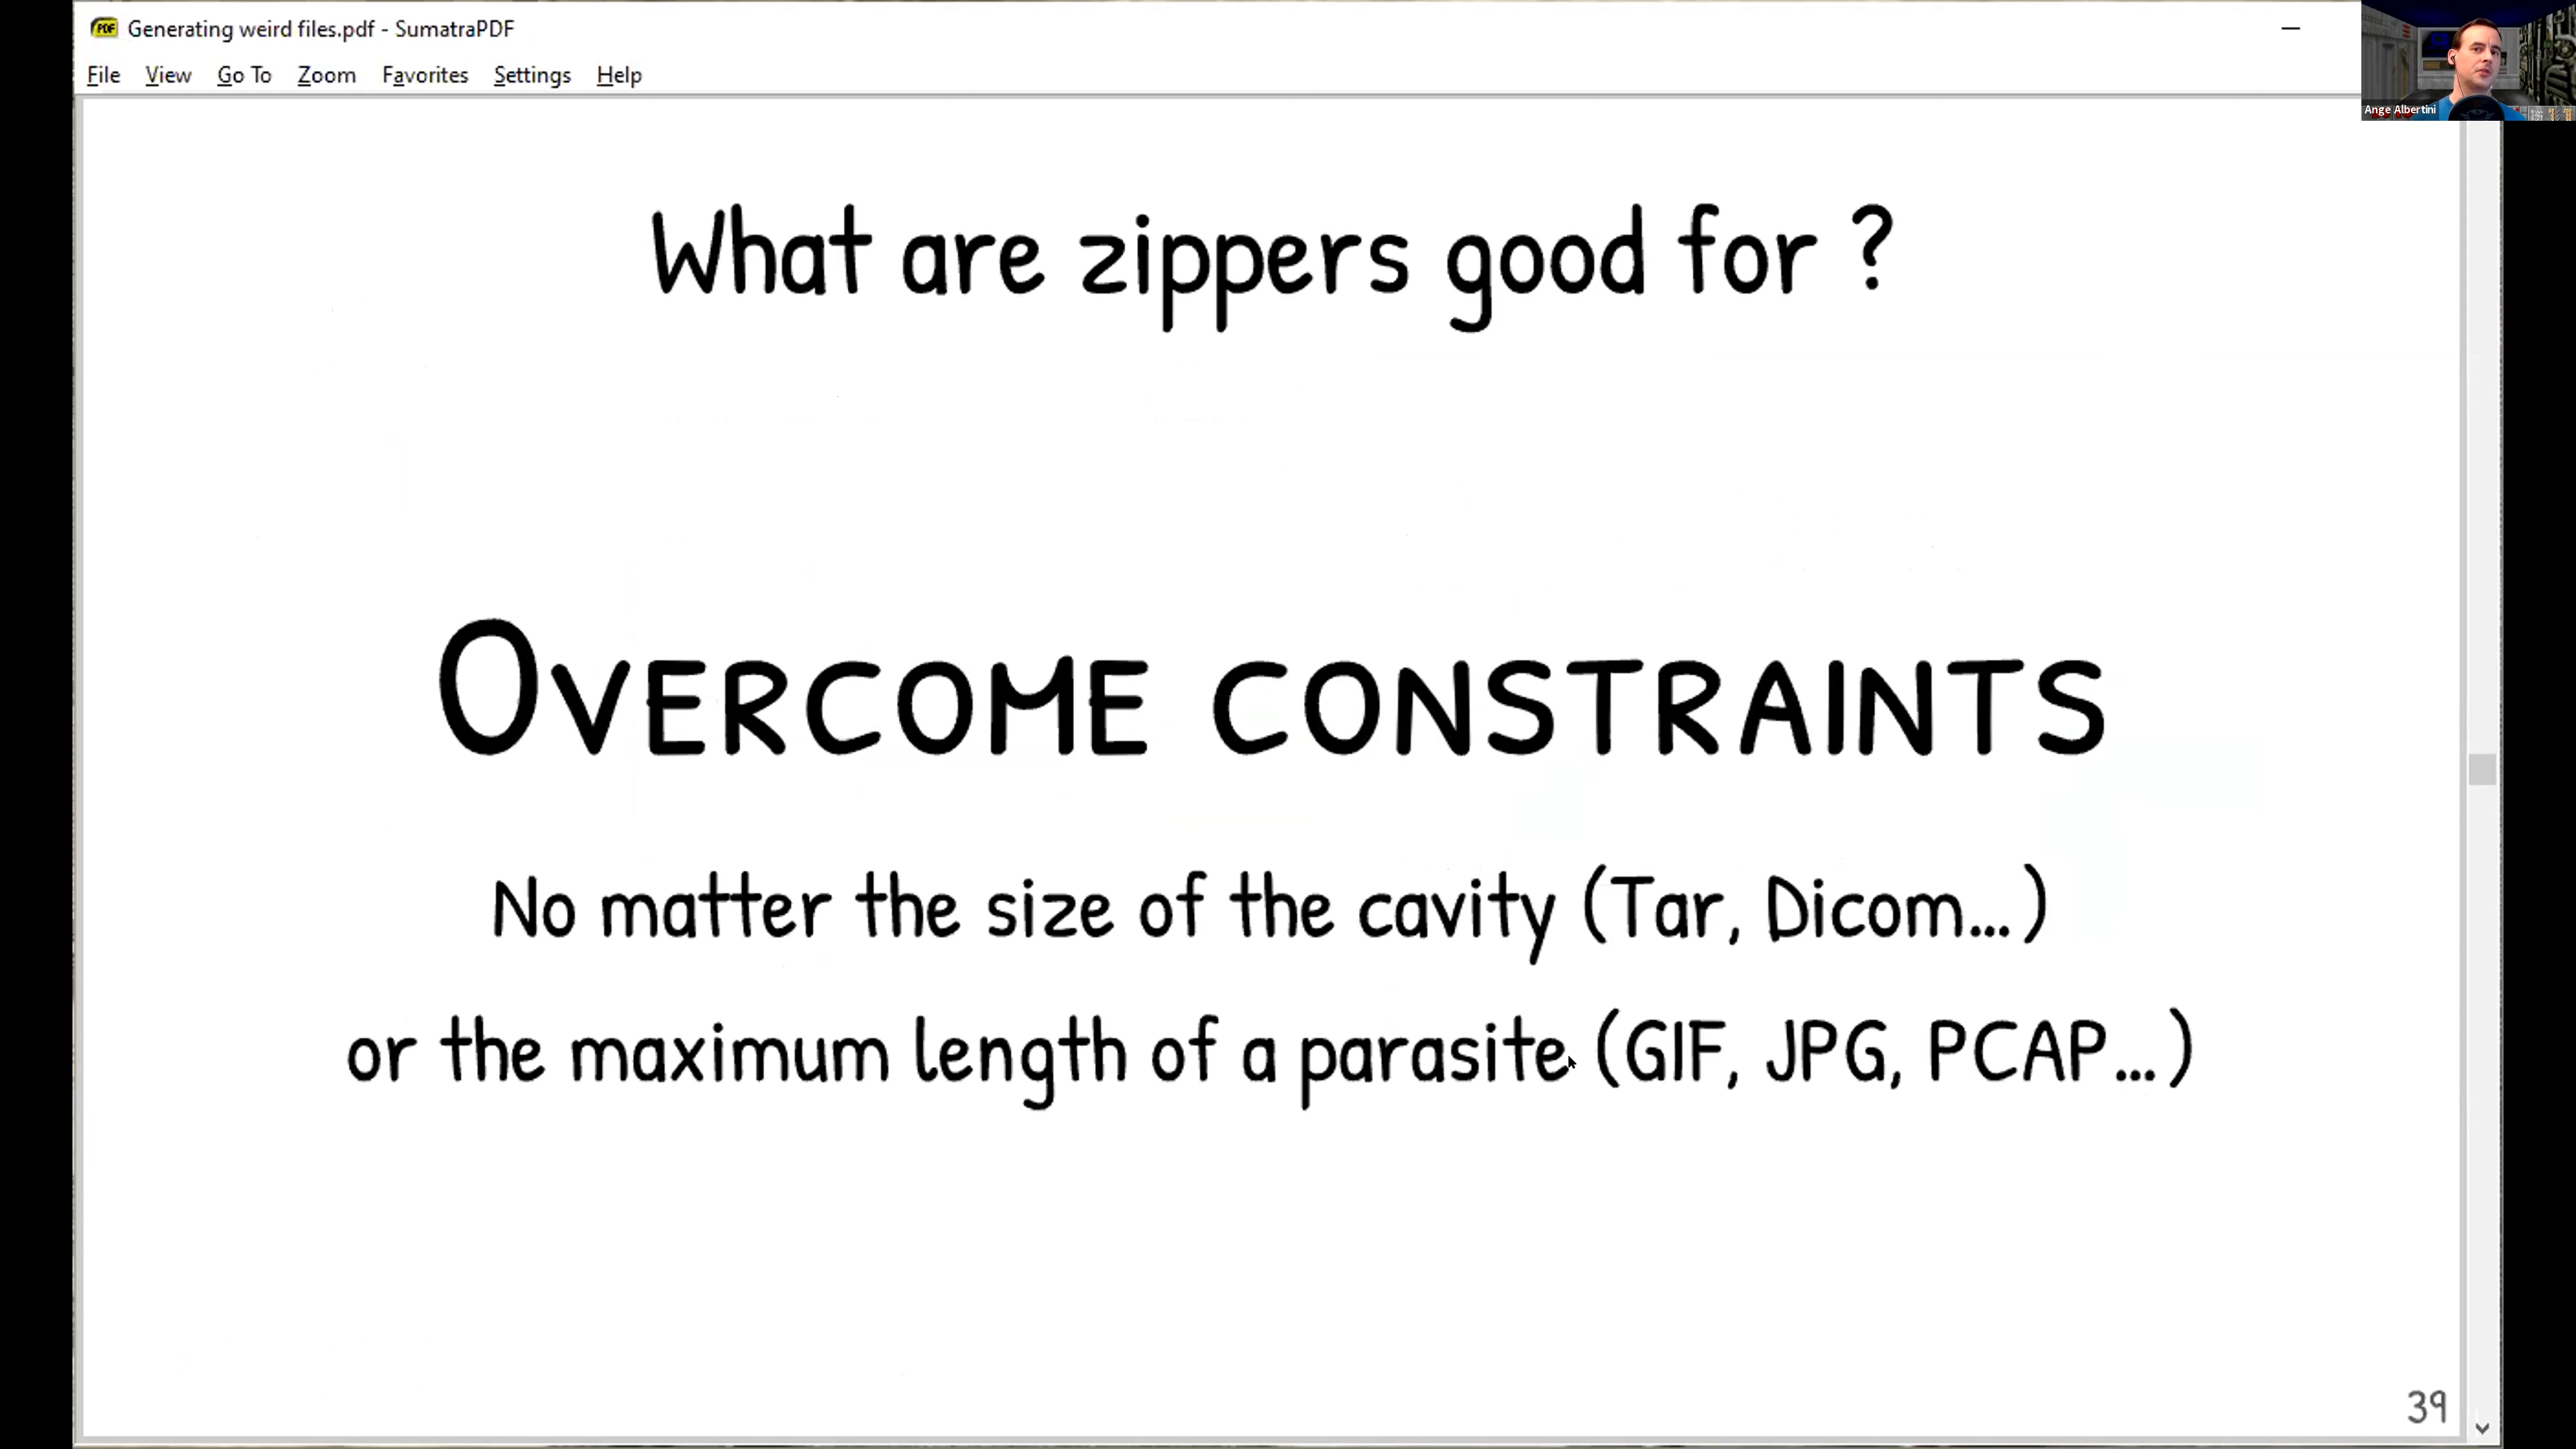 Generating weird files.pdf - SumatraPDF
File View Go To Zoom Favorites Settings Help
Ange Albertini
What are zippers good for ?
OVERCOME CONSTRAINTS
No matter the size of the cavity (Tar, Dicom...)
or the maximum length of a parasite (GIF, JPG, PCAP...)
39